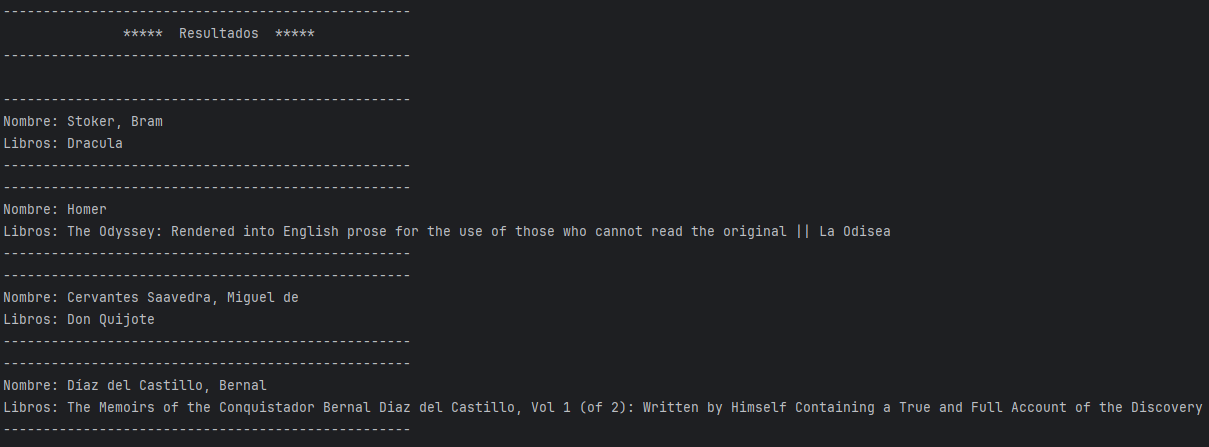 ---------------------------------------------------
***** Resultados *****
---------------------------------------------------
---------------------------------------------------
Nombre: Stoker, Bram
Libros: Dracula
---------------------------------------------------
---------------------------------------------------
Nombre: Homer
Libros: The Odyssey: Rendered into English prose for the use of those who cannot read the original || La Odisea
---------------------------------------------------
---------------------------------------------------
Nombre: Cervantes Saavedra, Miguel de
Libros: Don Quijote
---------------------------------------------------
---------------------------------------------------
Nombre: Díaz del Castillo, Bernal
Libros: The Memoirs of the Conquistador Bernal Diaz del Castillo, Vol 1 (of 2): Written by Himself Containing a True and Full Account of the Discovery
---------------------------------------------------